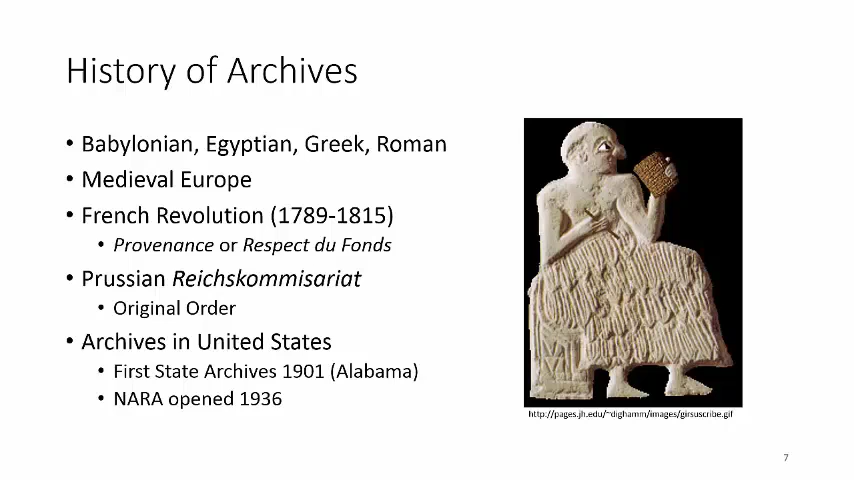 History of Archives
• Babylonian, Egyptian, Greek, Roman
• Medieval Europe
• French Revolution (1789-1815)
• Provenance or Respect du Fonds
• Prussian Reichskommisariat
• Original Order
• Archives in United States
• First State Archives 1901 (Alabama)
• NARA opened 1936
http://pages.jh.edu/~dighamm/images/girsuscribe.gif
7